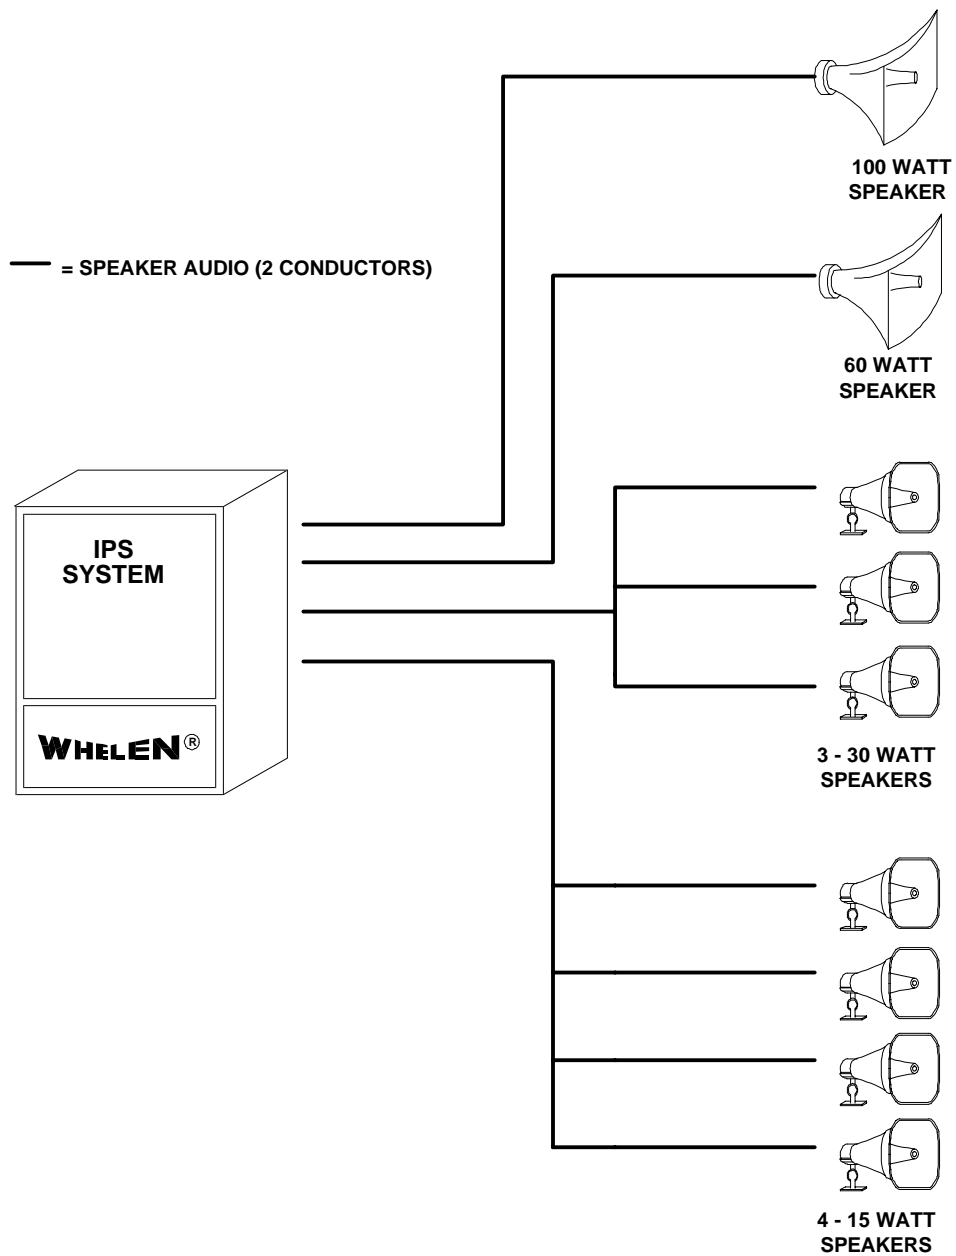 100 WATT
SPEAKER
= SPEAKER AUDIO (2 CONDUCTORS)
60 WATT
SPEAKER
IPS
SYSTEM
WHELEN®
3 - 30 WATT
SPEAKERS
4 - 15 WATT
SPEAKERS